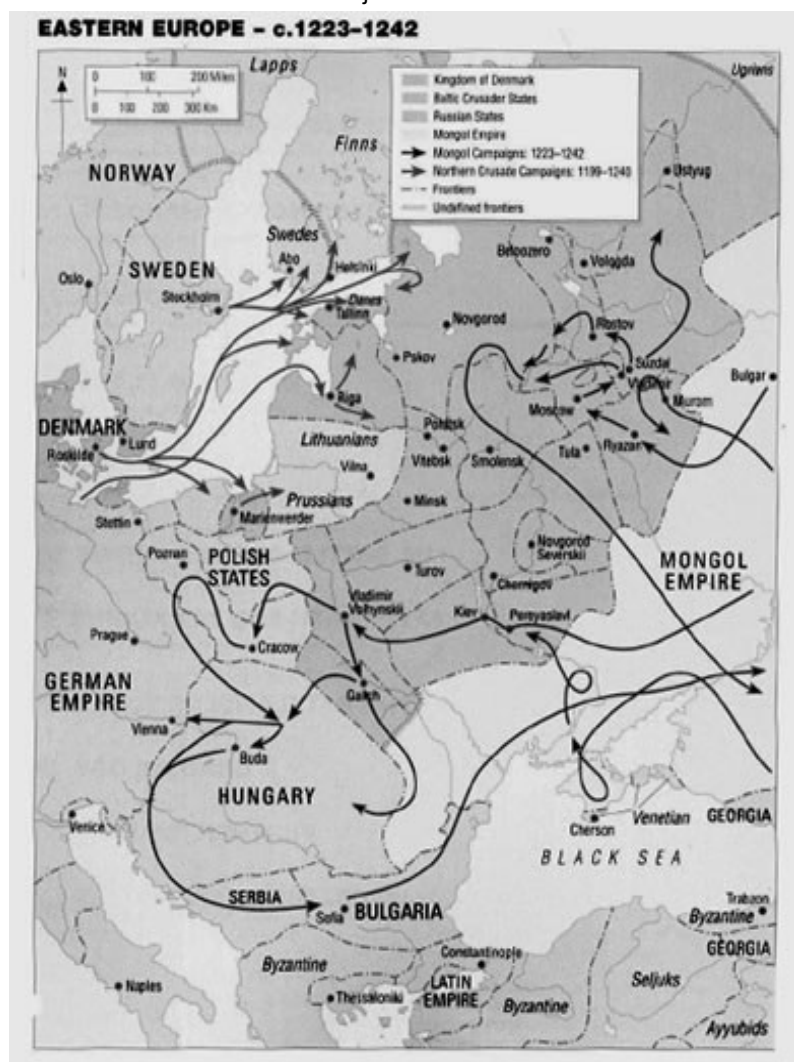 EASTERN EUROPE – c.1223–1242
Lapps
Ugrians
N
0 100 200 Miles
0 100 200 300 Km
Kingdom of Denmark
Baltic Crusader States
Russian States
Mongol Empire
Mongol Campaigns: 1223–1242
Northern Crusade Campaigns: 1199–1240
Frontiers
Undefined frontiers
Finns
NORWAY
Ustyug
Swedes
Abo
Helsinki
Beloozero
Vologda
SWEDEN
Oslo
Stockholm
Danes
Tallinn
Novgorod
Rostov
Pskov
Suzdal
Vladimir
Bulgar
Riga
Moscow
Murom
DENMARK
Roskilde
Lund
Lithuanians
Polotsk
Vitebsk
Smolensk
Tula
Ryazan
Vilna
Prussians
Marienwerder
Minsk
Stettin
Poznan
POLISH
STATES
Novgorod
Severskii
MONGOL
EMPIRE
Turov
Chernigov
Vladimir
Volhynskii
Kiev
Pereyaslavl
Prague
Cracow
GERMAN
EMPIRE
Galich
Vienna
Buda
HUNGARY
Venice
Cherson
Venetian
GEORGIA
BLACK SEA
SERBIA
Sofia
BULGARIA
Trabzon
Byzantine
GEORGIA
Byzantine
Constantinople
LATIN
EMPIRE
Seljuks
Naples
Thessaloniki
Byzantine
Ayyubids